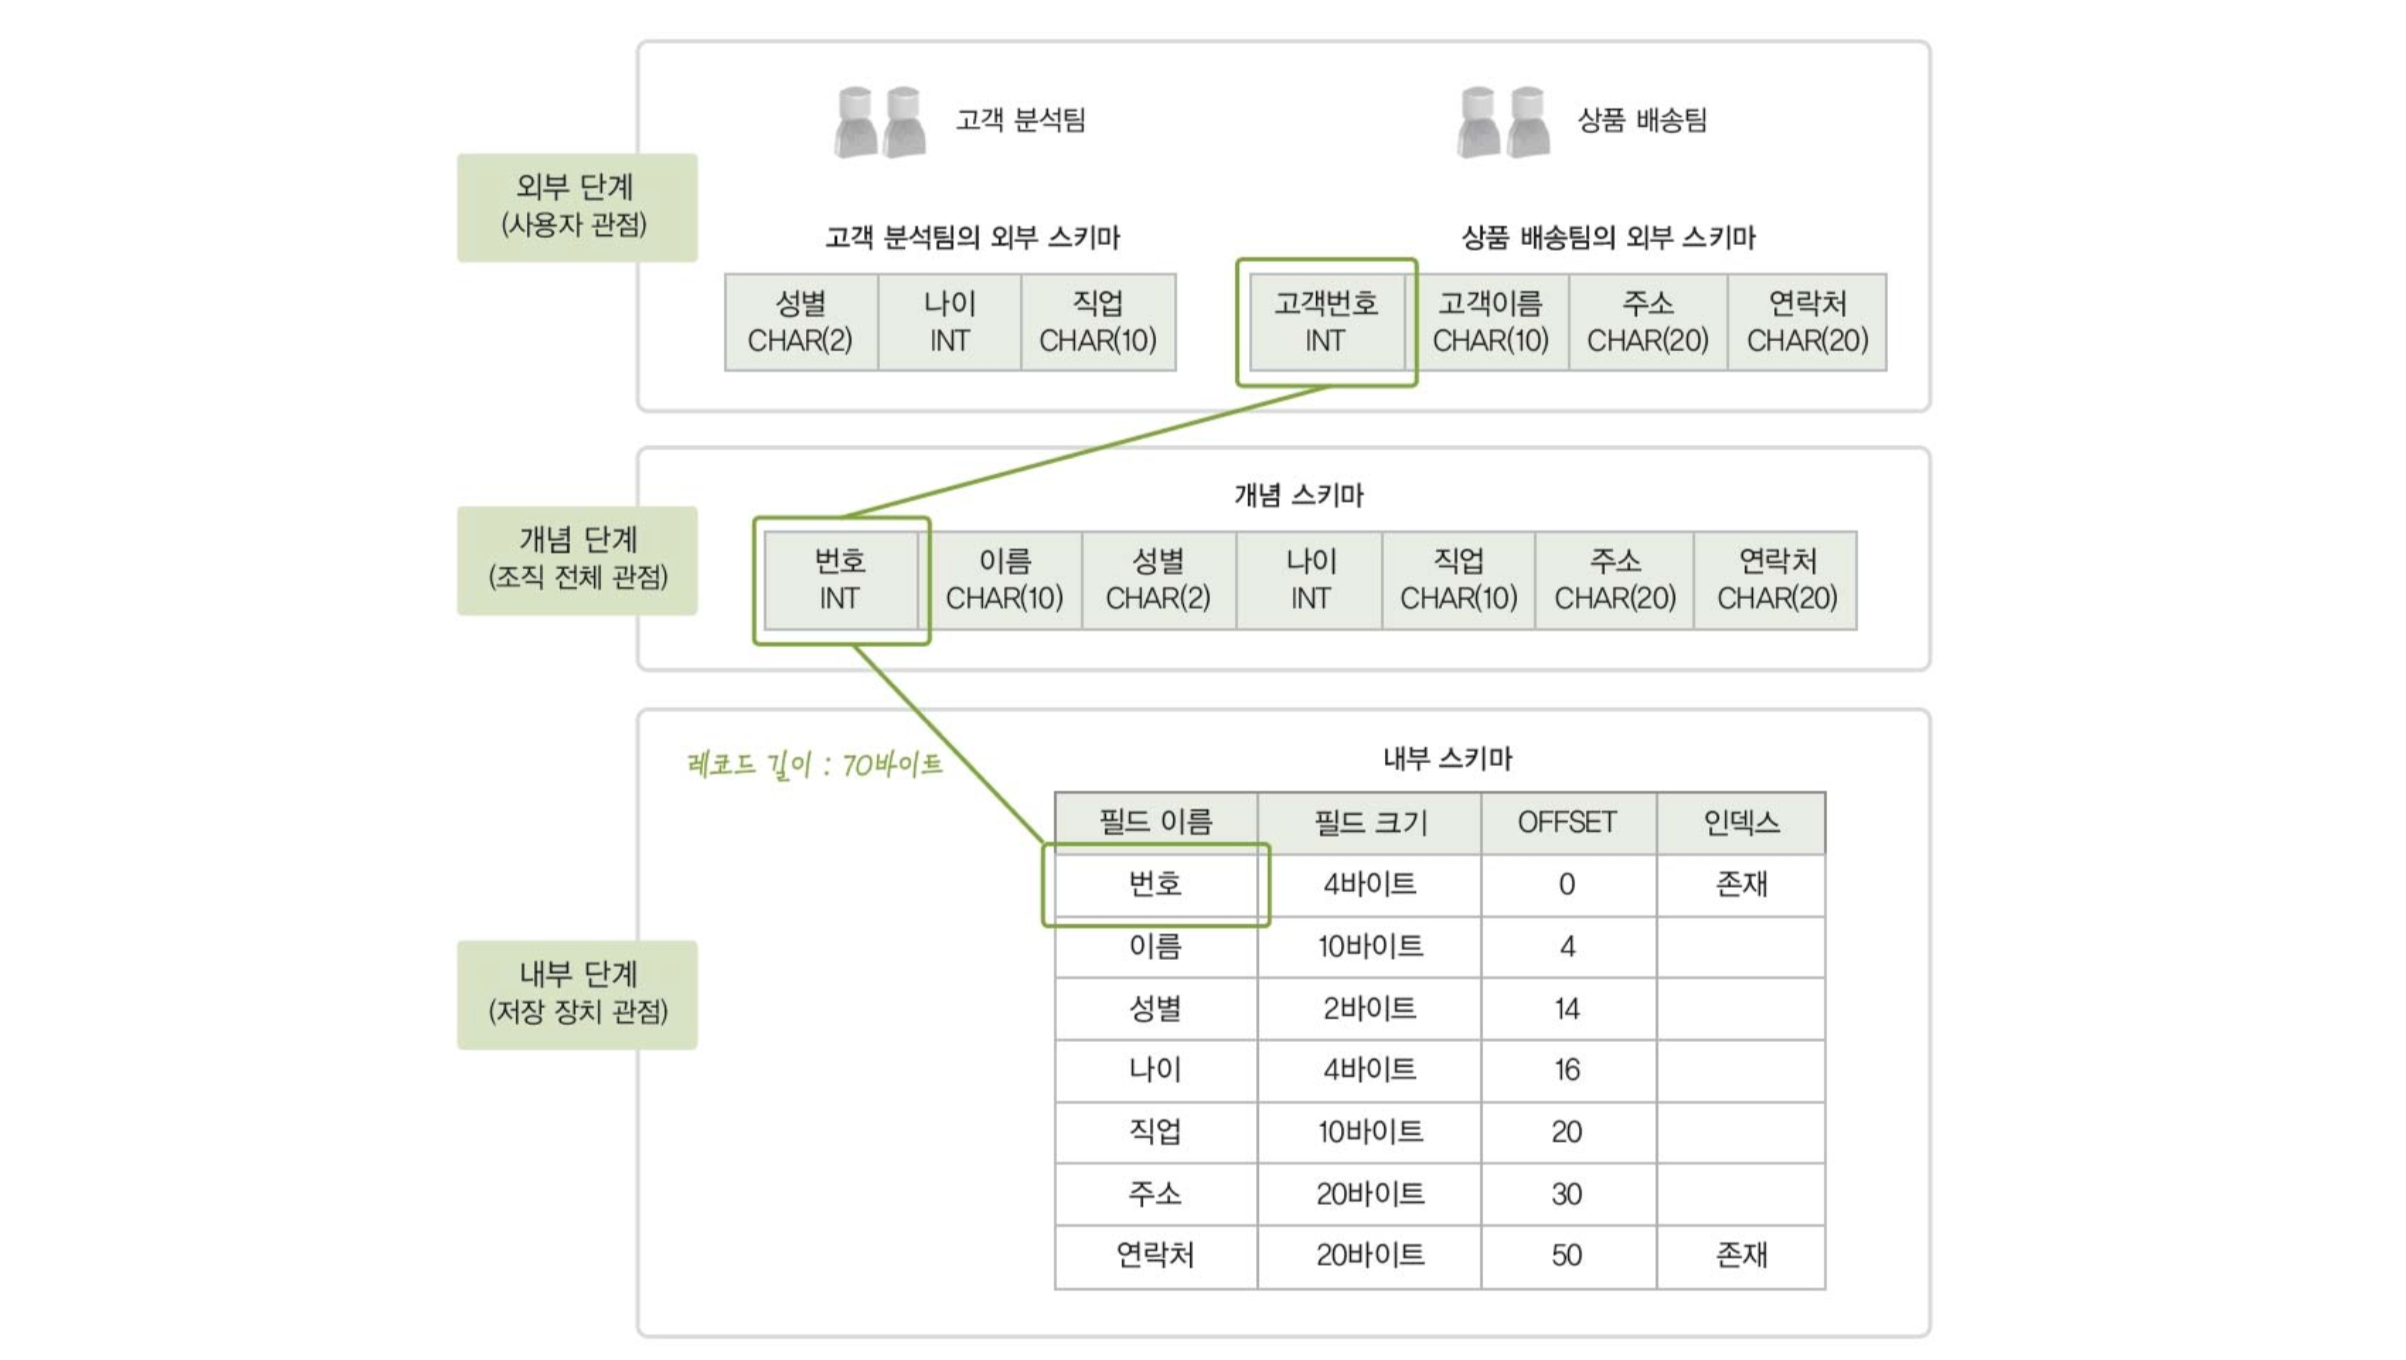 고객 분석팀
상품 배송팀
외부 단계
(사용자 관점)
고객 분석팀의 외부 스키마
상품 배송팀의 외부 스키마
성별 나이 직업
CHAR(2) INT CHAR(10)
고객번호 고객이름 주소 연락처
INT CHAR(10) CHAR(20) CHAR(20)
개념 단계
(조직 전체 관점)
개념 스키마
번호 이름 성별 나이 직업 주소 연락처
INT CHAR(10) CHAR(2) INT CHAR(10) CHAR(20) CHAR(20)
내부 단계
(저장 장치 관점)
레코드 길이 : 70바이트
내부 스키마
필드 이름 필드 크기 OFFSET 인덱스
번호 4바이트 0 존재
이름 10바이트 4
성별 2바이트 14
나이 4바이트 16
직업 10바이트 20
주소 20바이트 30
연락처 20바이트 50 존재